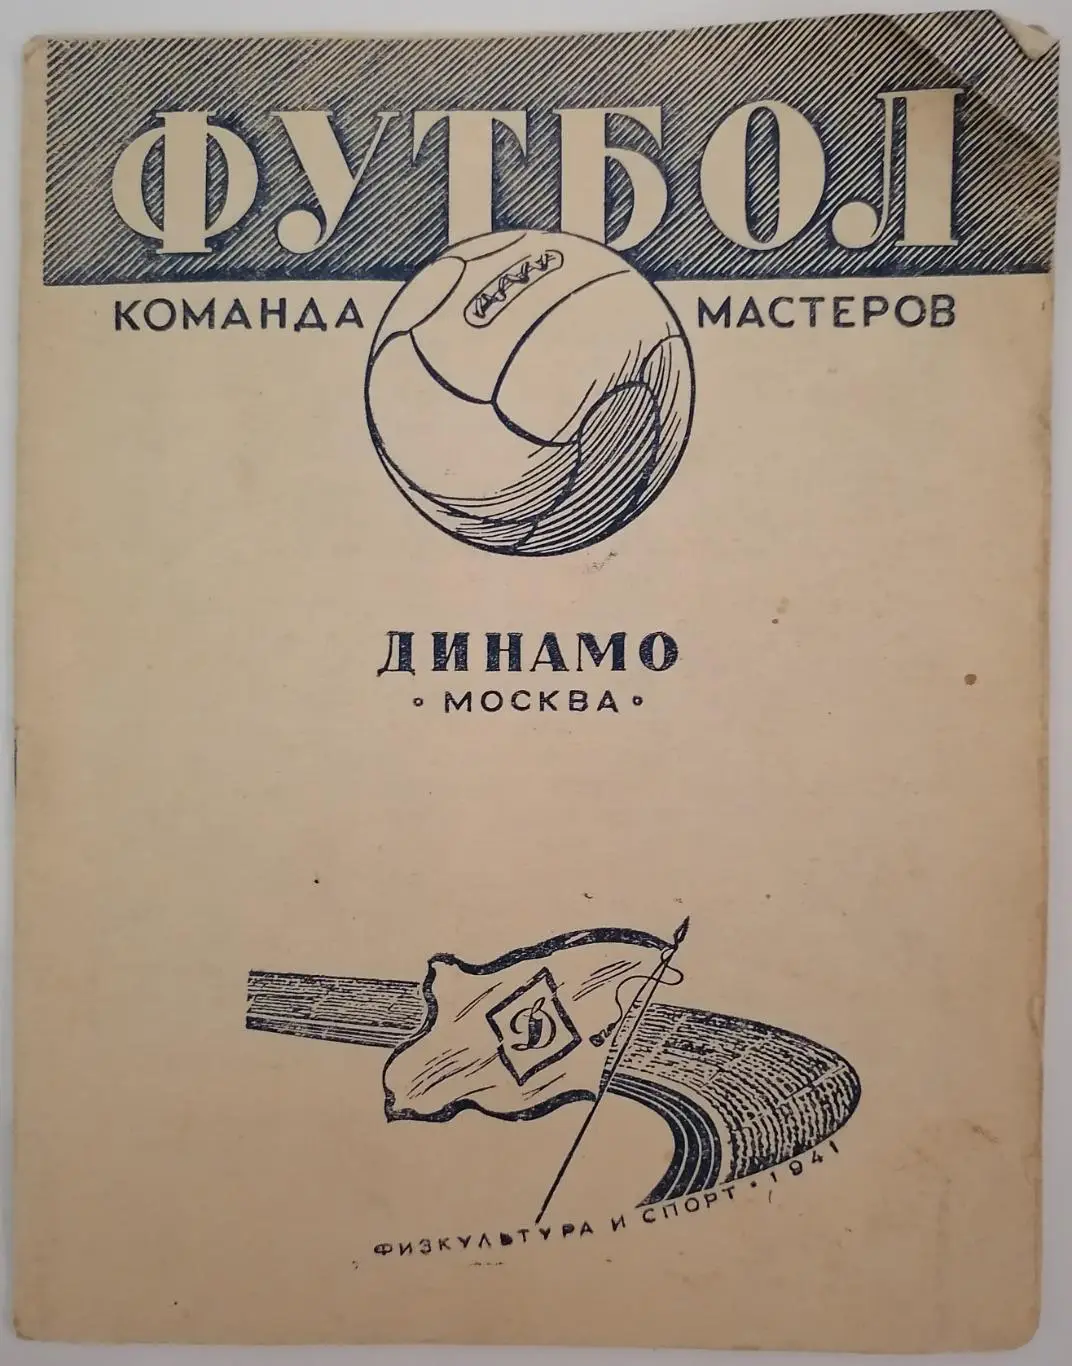 ФУТБОЛ
КОМАНДА МАСТЕРОВ
ДИНАМО
• МОСКВА •
Д
ФИЗКУЛЬТУРА И СПОРТ • 1941